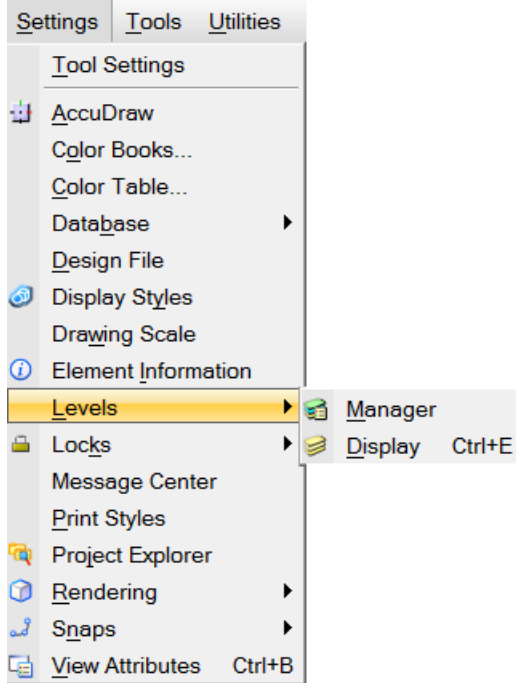 Settings Tools Utilities
Tool Settings
AccuDraw
Color Books...
Color Table...
Database
Design File
Display Styles
Drawing Scale
Element Information
Levels
Manager
Locks
Display Ctrl+E
Message Center
Print Styles
Project Explorer
Rendering
Snaps
View Attributes Ctrl+B